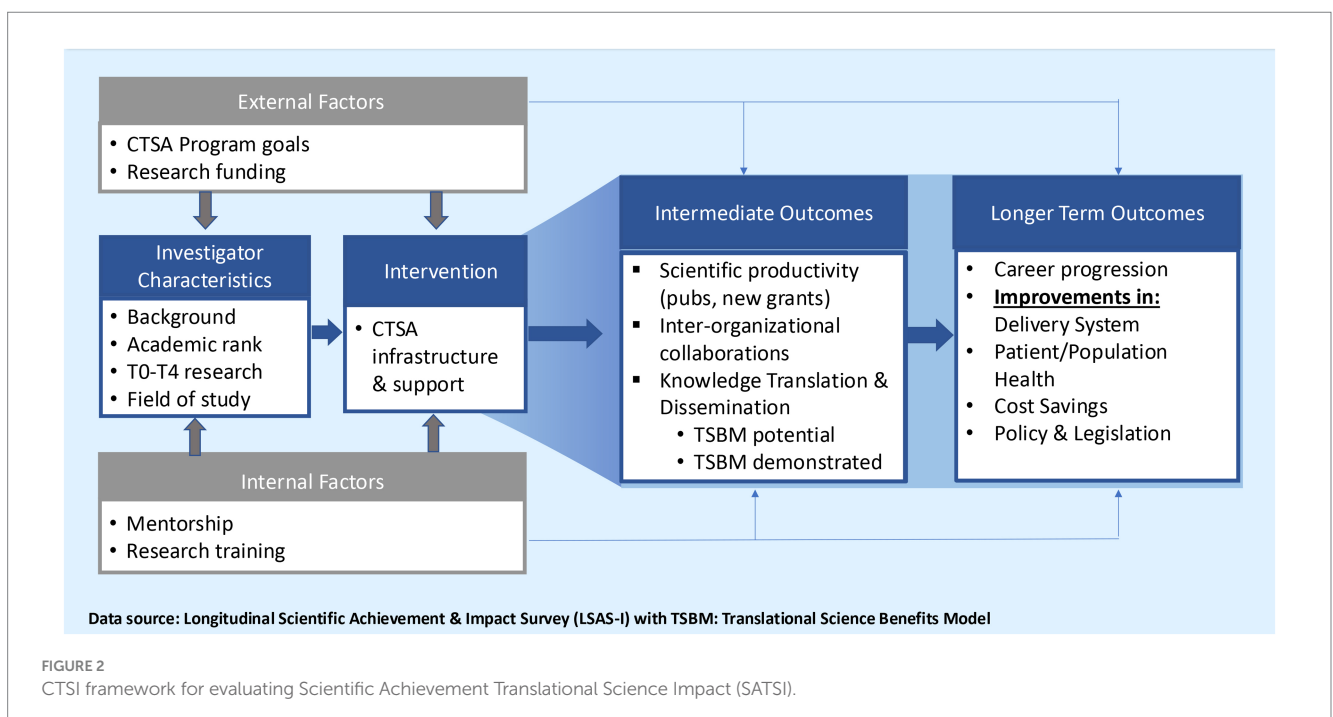 External Factors
• CTSA Program goals
• Research funding
Investigator
Characteristics
• Background
• Academic rank
• T0-T4 research
• Field of study
Intervention
• CTSA
infrastructure
& support
Internal Factors
• Mentorship
• Research training
Intermediate Outcomes
▪ Scientific productivity
(pubs, new grants)
▪ Inter-organizational
collaborations
▪ Knowledge Translation &
Dissemination
• TSBM potential
• TSBM demonstrated
Longer Term Outcomes
• Career progression
• Improvements in:
Delivery System
• Patient/Population
Health
• Cost Savings
• Policy & Legislation
Data source: Longitudinal Scientific Achievement & Impact Survey (LSAS-I) with TSBM: Translational Science Benefits Model
FIGURE 2
CTSI framework for evaluating Scientific Achievement Translational Science Impact (SATSI).